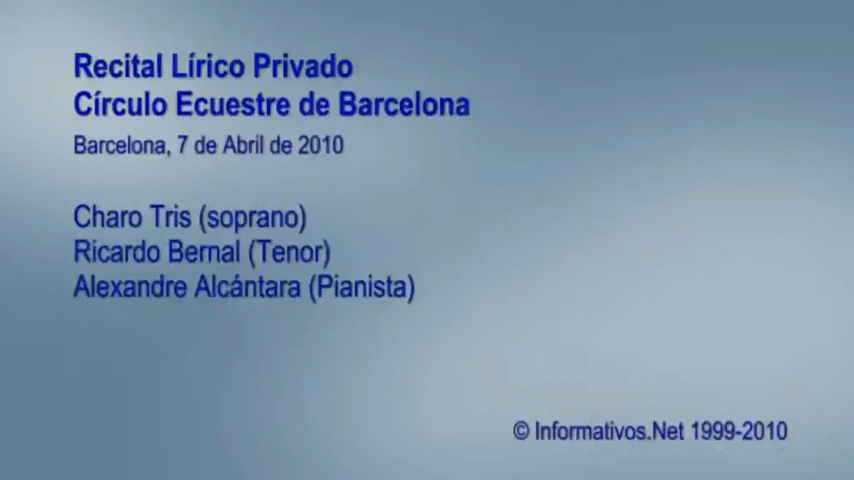 Recital Lírico Privado
Círculo Ecuestre de Barcelona
Barcelona, 7 de Abril de 2010
Charo Tris (soprano)
Ricardo Bernal (Tenor)
Alexandre Alcántara (Pianista)
© Informativos.Net 1999-2010